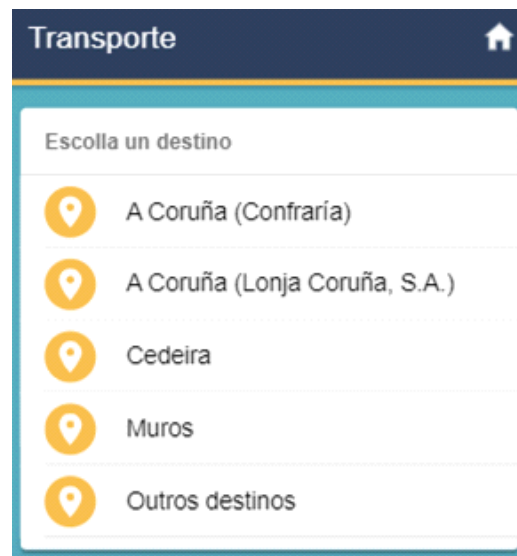 Transporte
Escolla un destino
A Coruña (Confraría)
A Coruña (Lonja Coruña, S.A.)
Cedeira
Muros
Outros destinos